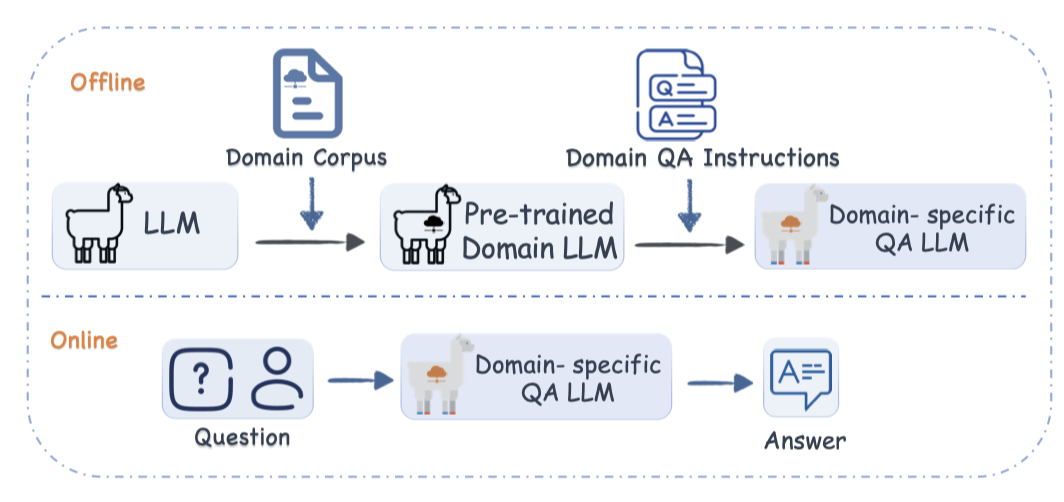 Offline
Domain Corpus
Q
A
Domain QA Instructions
LLM
Pre-trained
Domain LLM
Domain- specific
QA LLM
Online
?
Question
Domain- specific
QA LLM
A
Answer